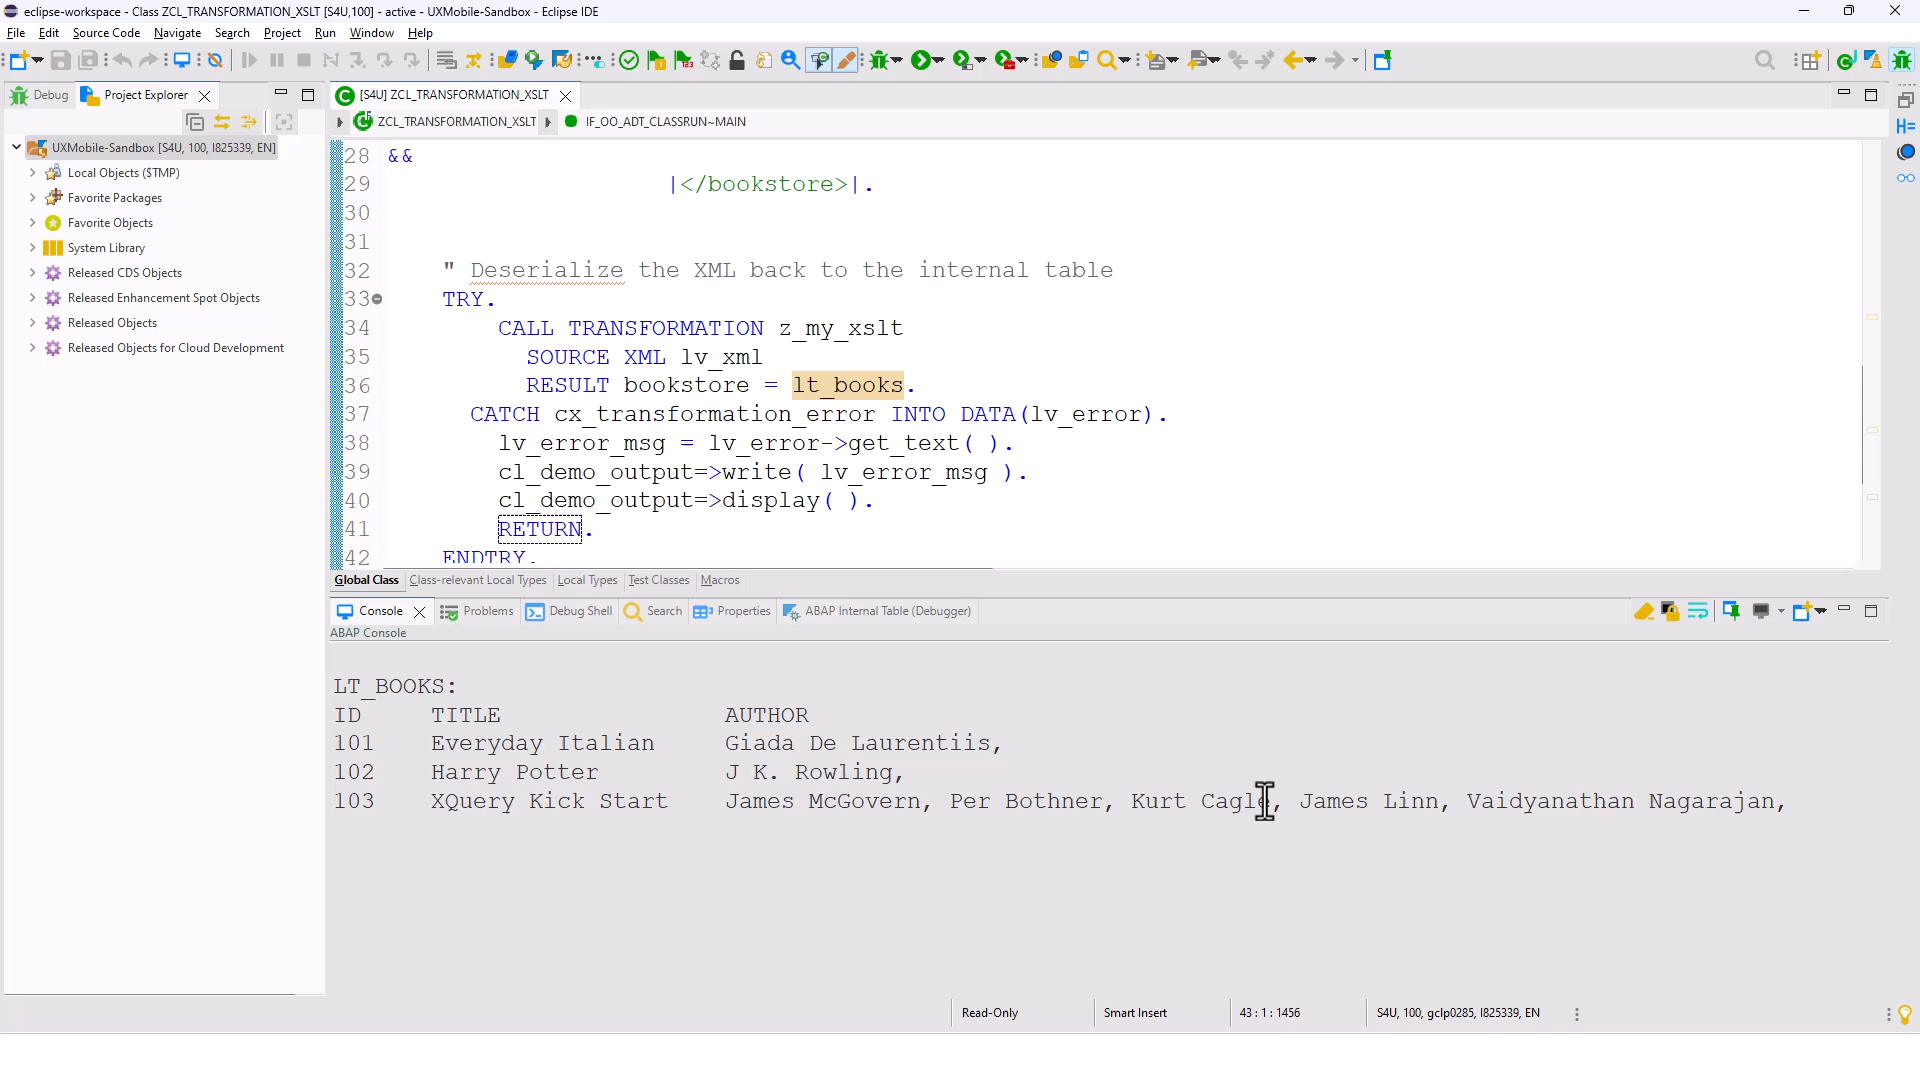 eclipse-workspace - Class ZCL_TRANSFORMATION_XSLT [S4U,100] - active - UXMobile-Sandbox - Eclipse IDE
File Edit Source Code Navigate Search Project Run Window Help
Debug Project Explorer
[S4U] ZCL_TRANSFORMATION_XSLT
ZCL_TRANSFORMATION_XSLT IF_OO_ADT_CLASSRUN~MAIN
UXMobile-Sandbox [S4U, 100, I825339, EN]
Local Objects ($TMP)
Favorite Packages
Favorite Objects
System Library
Released CDS Objects
Released Enhancement Spot Objects
Released Objects
Released Objects for Cloud Development
28 &&
29 |</bookstore>|.
30
31
32 " Deserialize the XML back to the internal table
33 TRY.
34 CALL TRANSFORMATION z_my_xslt
35 SOURCE XML lv_xml
36 RESULT bookstore = lt_books.
37 CATCH cx_transformation_error INTO DATA(lv_error).
38 lv_error_msg = lv_error->get_text( ).
39 cl_demo_output=>write( lv_error_msg ).
40 cl_demo_output=>display( ).
41 RETURN.
42 ENDTRY.
Global Class Class-relevant Local Types Local Types Test Classes Macros
Console Problems Debug Shell Search Properties ABAP Internal Table (Debugger)
ABAP Console
LT_BOOKS:
ID TITLE AUTHOR
101 Everyday Italian Giada De Laurentiis,
102 Harry Potter J K. Rowling,
103 XQuery Kick Start James McGovern, Per Bothner, Kurt Cagle, James Linn, Vaidyanathan Nagarajan,
Read-Only Smart Insert 43 : 1 : 1456 S4U, 100, gclp0285, I825339, EN